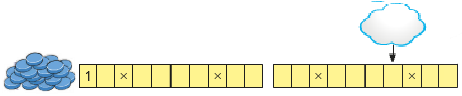 1 × × × ×